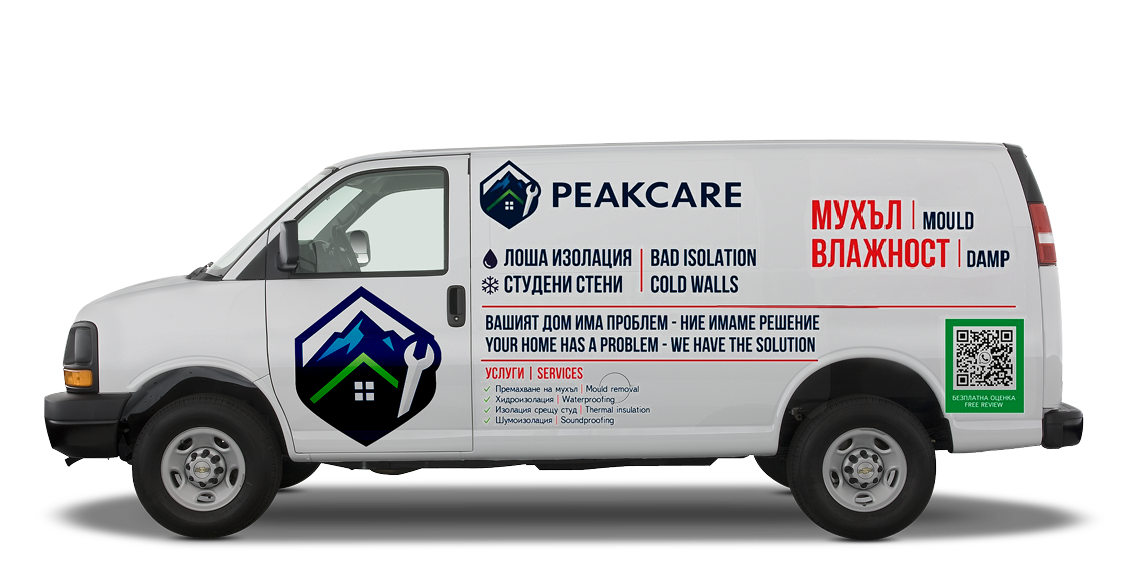 PEAKCARE
МУХЪЛ | MOULD
ВЛАЖНОСТ | DAMP
ЛОША ИЗОЛАЦИЯ | BAD ISOLATION
СТУДЕНИ СТЕНИ | COLD WALLS
ВАШИЯТ ДОМ ИМА ПРОБЛЕМ - НИЕ ИМАМЕ РЕШЕНИЕ
YOUR HOME HAS A PROBLEM - WE HAVE THE SOLUTION
УСЛУГИ | SERVICES
Премахване на мухъл | Mould removal
Хидроизолация | Waterproofing
Изолация срещу студ | Thermal insulation
Шумоизолация | Soundproofing
БЕЗПЛАТНА ОЦЕНКА
FREE REVIEW